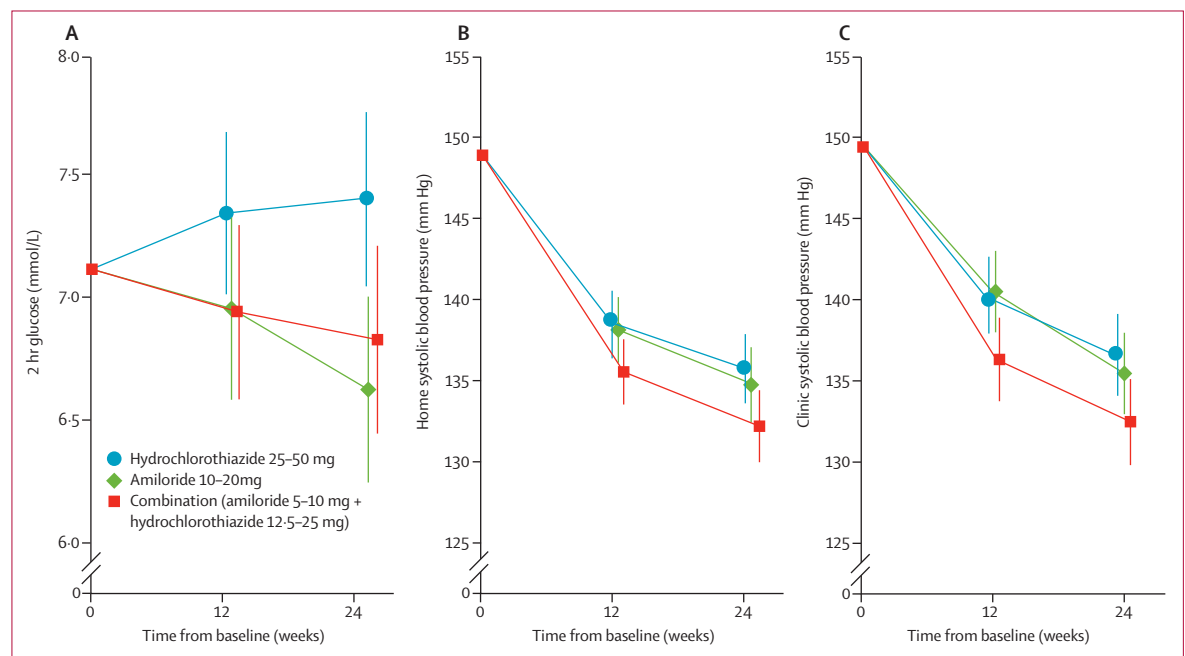 A
8·0
7·5
7·0
6·5
6·0
0
2 hr glucose (mmol/L)
Hydrochlorothiazide 25–50 mg
Amiloride 10–20mg
Combination (amiloride 5–10 mg +
hydrochlorothiazide 12·5–25 mg)
0
12
24
Time from baseline (weeks)
B
155
150
145
140
135
130
125
0
Home systolic blood pressure (mm Hg)
0
12
24
Time from baseline (weeks)
C
155
150
145
140
135
130
125
0
Clinic systolic blood pressure (mm Hg)
0
12
24
Time from baseline (weeks)